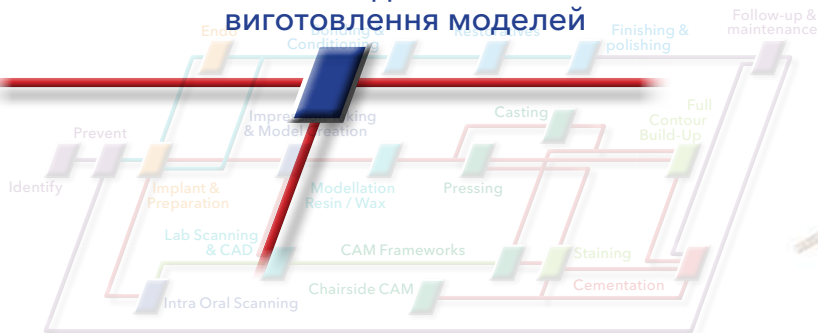 виготовлення моделей
Follow-up &
maintenance
Endo
Bonding &
Conditioning
Restoratives
Finishing &
polishing
Casting
Full
Contour
Build-Up
Impression Taking
& Model Creation
Prevent
Identify
Implant &
Preparation
Modellation
Resin / Wax
Pressing
Lab Scanning
& CAD
CAM Frameworks
Staining
Cementation
Chairside CAM
Intra Oral Scanning